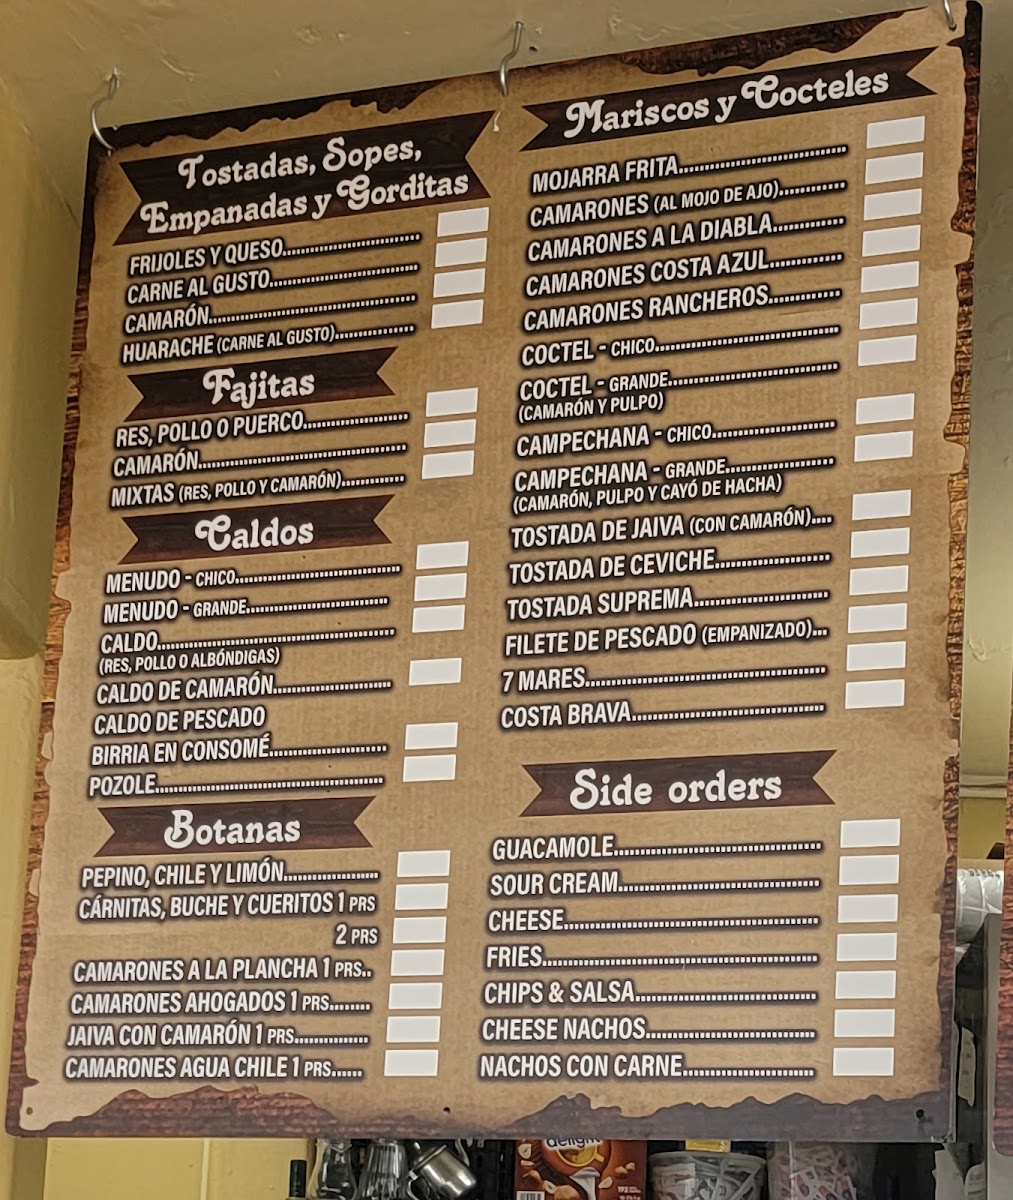 Tostadas, Sopes,
Empanadas y Gorditas
FRIJOLES Y QUESO
CARNE AL GUSTO
CAMARÓN
HUARACHE (CARNE AL GUSTO)
Fajitas
RES, POLLO O PUERCO
CAMARÓN
MIXTAS (RES, POLLO Y CAMARÓN)
Caldos
MENUDO - CHICO
MENUDO - GRANDE
CALDO
(RES, POLLO O ALBÓNDIGAS)
CALDO DE CAMARÓN
CALDO DE PESCADO
BIRRIA EN CONSOMÉ
POZOLE
Botanas
PEPINO, CHILE Y LIMÓN
CÁRNITAS, BUCHE Y CUERITOS 1 PRS
2 PRS
CAMARONES A LA PLANCHA 1 PRS
CAMARONES AHOGADOS 1 PRS
JAIVA CON CAMARÓN 1 PRS
CAMARONES AGUA CHILE 1 PRS
Mariscos y Cocteles
MOJARRA FRITA
CAMARONES (AL MOJO DE AJO)
CAMARONES A LA DIABLA
CAMARONES COSTA AZUL
CAMARONES RANCHEROS
COCTEL - CHICO
COCTEL - GRANDE
(CAMARÓN Y PULPO)
CAMPECHANA - CHICO
CAMPECHANA - GRANDE
(CAMARÓN, PULPO Y CAYÓ DE HACHA)
TOSTADA DE JAIVA (CON CAMARÓN)
TOSTADA DE CEVICHE
TOSTADA SUPREMA
FILETE DE PESCADO (EMPANIZADO)
7 MARES
COSTA BRAVA
Side orders
GUACAMOLE
SOUR CREAM
CHEESE
FRIES
CHIPS & SALSA
CHEESE NACHOS
NACHOS CON CARNE
delight